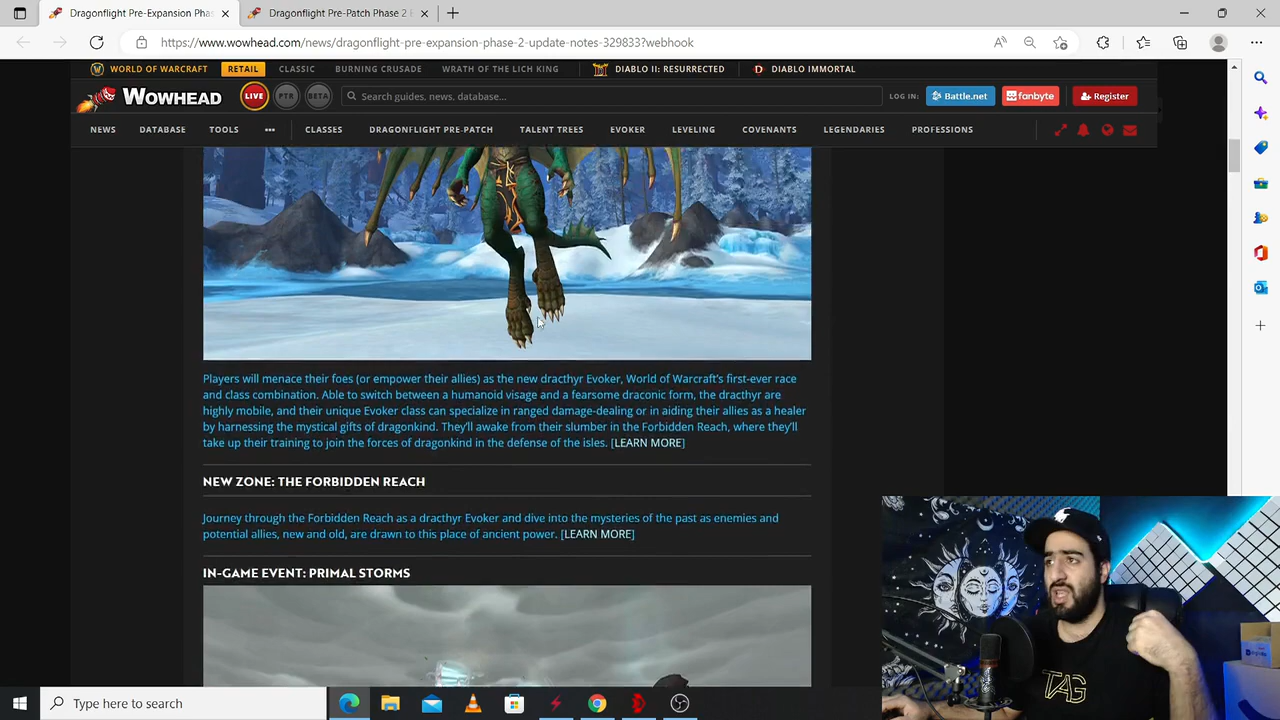 Dragonflight Pre-Expansion Pha
Dragonflight Pre-Patch Phase 2
https://www.wowhead.com/news/dragonflight-pre-expansion-phase-2-update-notes-329833?webhook
WORLD OF WARCRAFT RETAIL CLASSIC BURNING CRUSADE WRATH OF THE LICH KING DIABLO II: RESURRECTED DIABLO IMMORTAL
WOWHEAD LIVE PTR BETA Search guides, news, database... LOG IN: Battle.net fanbyte Register
NEWS DATABASE TOOLS ••• CLASSES DRAGONFLIGHT PRE-PATCH TALENT TREES EVOKER LEVELING COVENANTS LEGENDARIES PROFESSIONS
Players will menace their foes (or empower their allies) as the new dracthyr Evoker, World of Warcraft's first-ever race
and class combination. Able to switch between a humanoid visage and a fearsome draconic form, the dracthyr are
highly mobile, and their unique Evoker class can specialize in ranged damage-dealing or in aiding their allies as a healer
by harnessing the mystical gifts of dragonkind. They'll awake from their slumber in the Forbidden Reach, where they'll
take up their training to join the forces of dragonkind in the defense of the isles. [LEARN MORE]
NEW ZONE: THE FORBIDDEN REACH
Journey through the Forbidden Reach as a dracthyr Evoker and dive into the mysteries of the past as enemies and
potential allies, new and old, are drawn to this place of ancient power. [LEARN MORE]
IN-GAME EVENT: PRIMAL STORMS
TAG
Type here to search